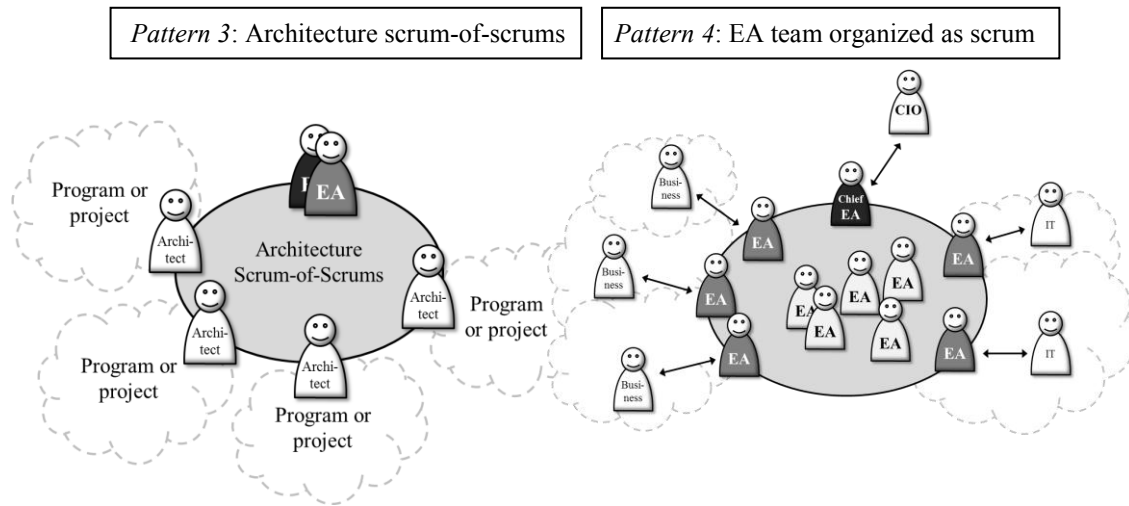 Pattern 3: Architecture scrum-of-scrums
Program or
project
Archi-
tect
EA
Architecture
Scrum-of-Scrums
Archi-
tect
Program or
project
Archi-
tect
Archi-
tect
Program
or project
Program or
project
Pattern 4: EA team organized as scrum
CIO
Busi-
ness
Chief
EA
EA
EA
IT
Busi-
ness
EA
EA
EA
EA
EA
EA
Busi-
ness
EA
EA
IT